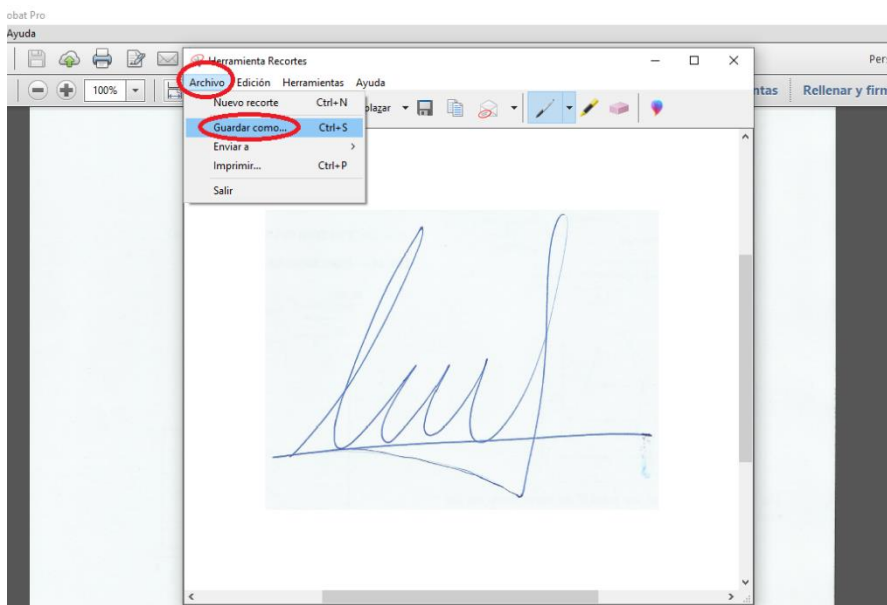 obat Pro
Ayuda
Herramienta Recortes
Per
Archivo Edición Herramientas Ayuda
100%
ntas Rellenar y firm
Nuevo recorte Ctrl+N
plazar
Guardar como... Ctrl+S
Enviar a
Imprimir... Ctrl+P
Salir